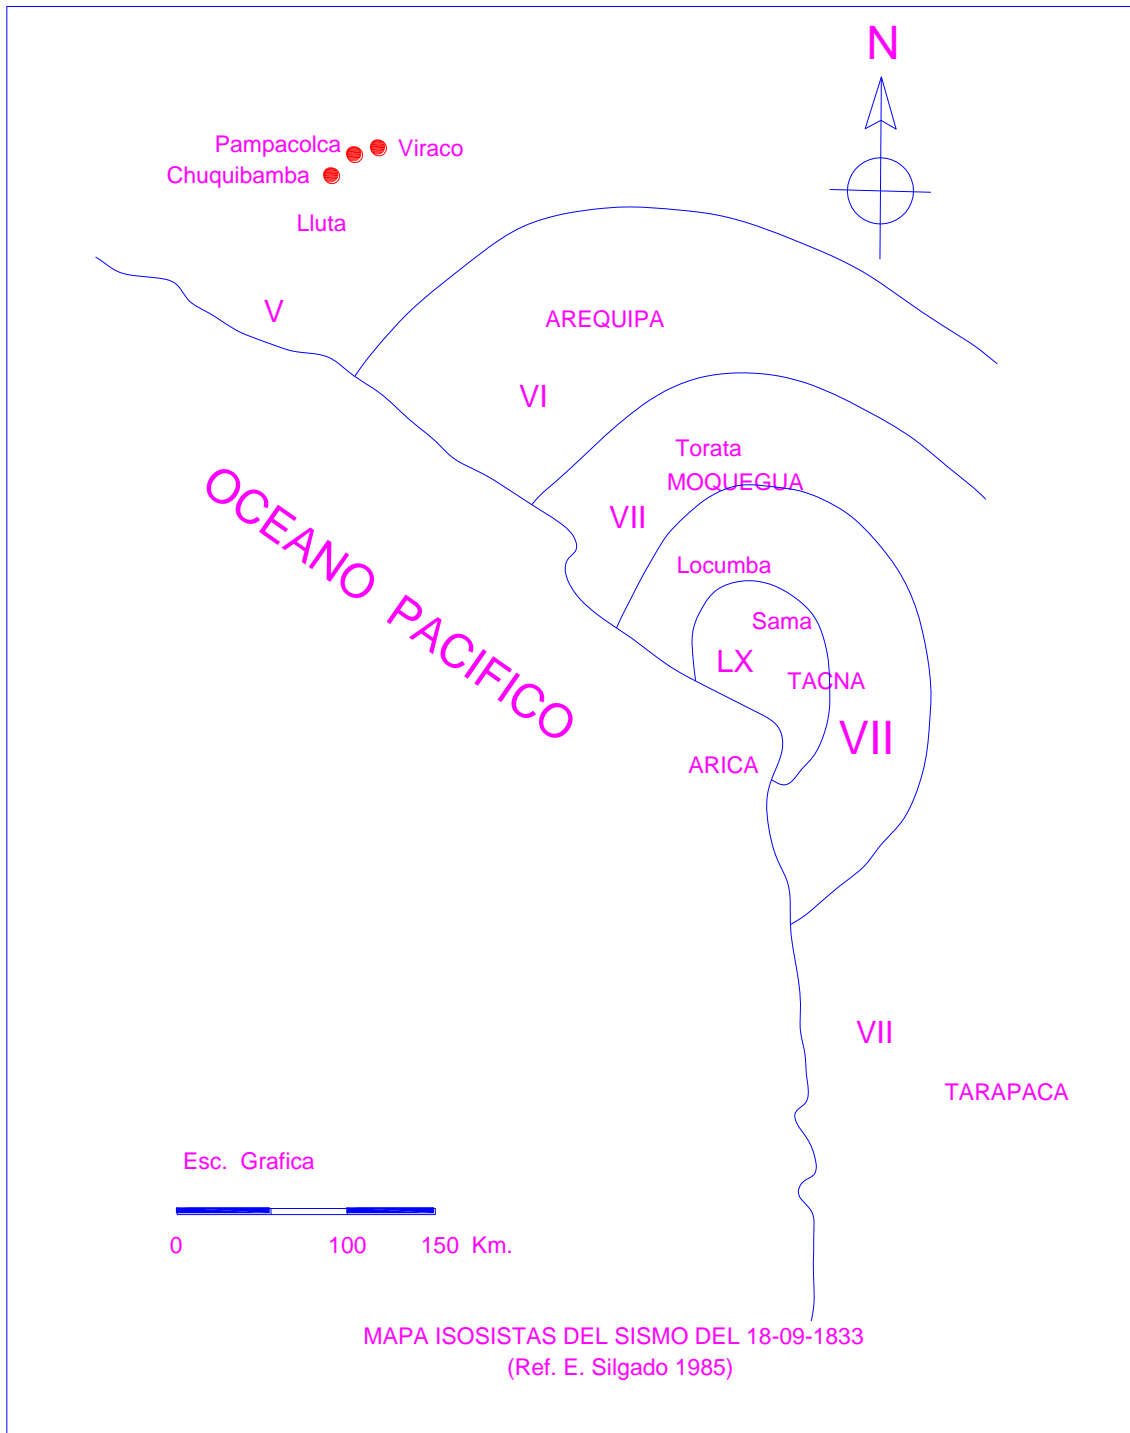 N
Pampacolca
Viraco
Chuquibamba
Lluta
V
AREQUIPA
VI
Torata
MOQUEGUA
VII
OCEANO PACIFICO
Locumba
Sama
LX
TACNA
VII
ARICA
VII
TARAPACA
Esc. Grafica
0 100 150 Km.
MAPA ISOSISTAS DEL SISMO DEL 18-09-1833
(Ref. E. Silgado 1985)